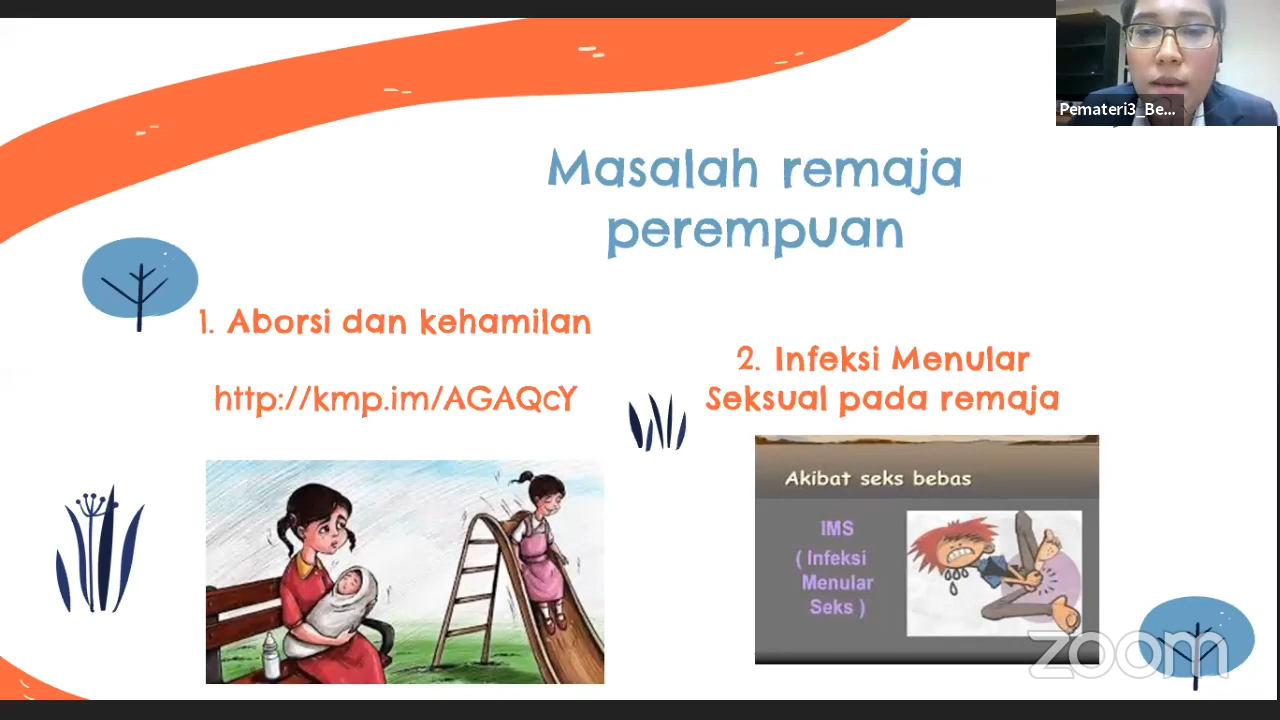 Pemateri3_Be...
Masalah remaja
perempuan
1. Aborsi dan kehamilan
http://kmp.im/AGAQcY
2. Infeksi Menular
Seksual pada remaja
Akibat seks bebas
IMS
( Infeksi
Menular
Seks )
zoom